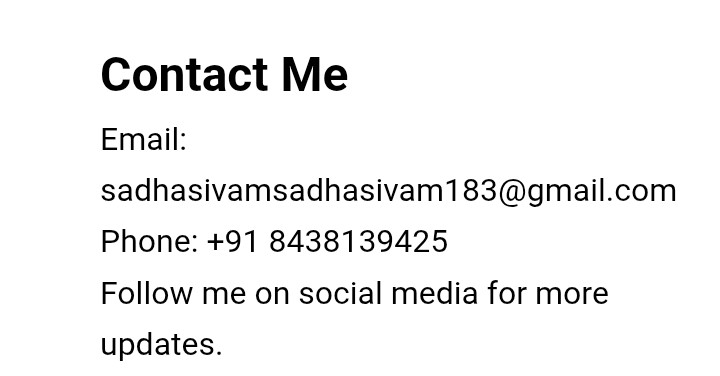 Contact Me
Email:
sadhasivamsadhasivam183@gmail.com
Phone: +91 8438139425
Follow me on social media for more
updates.